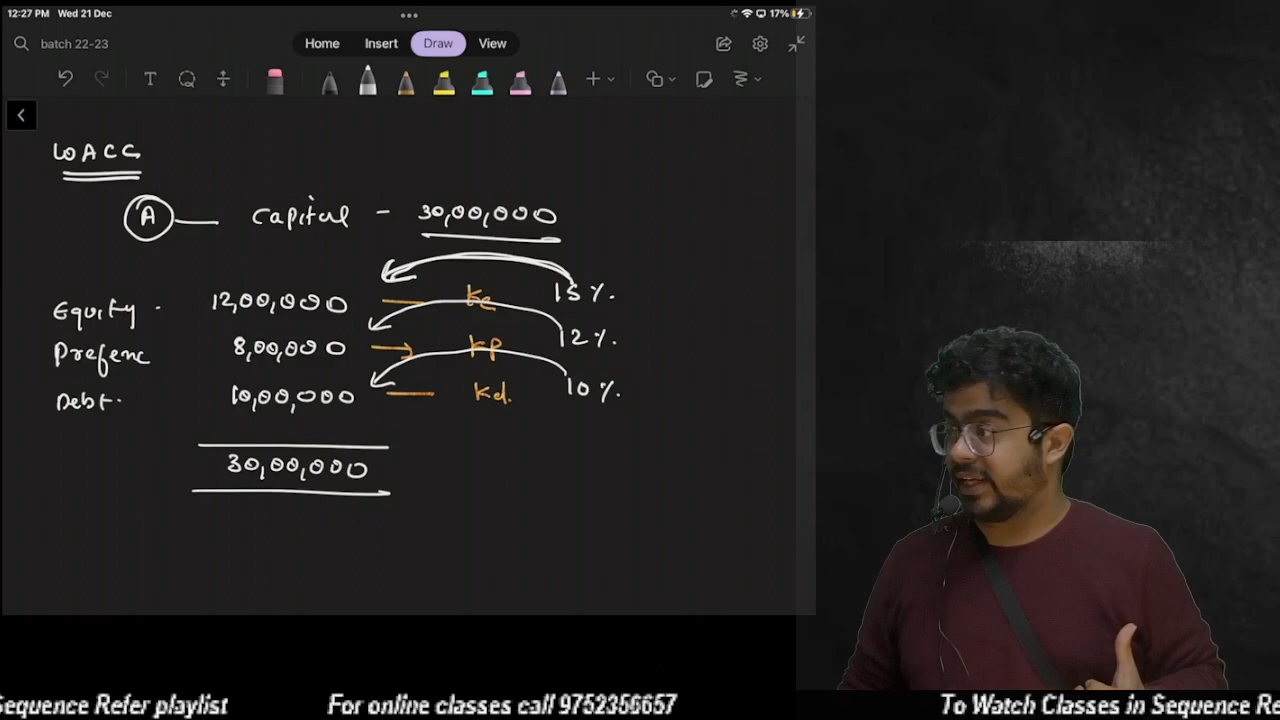 12:27 PM Wed 21 Dec
17%
batch 22-23
Home Insert Draw View
WACC
A Capital - 30,00,000
Equity - 12,00,000 Ke 15%.
Prefenc 8,00,000 Kp 12%.
Debt. 10,00,000 Kd. 10%.
30,00,000
Sequence Refer playlist For online classes call 9752356657 To Watch Classes in Sequence Re